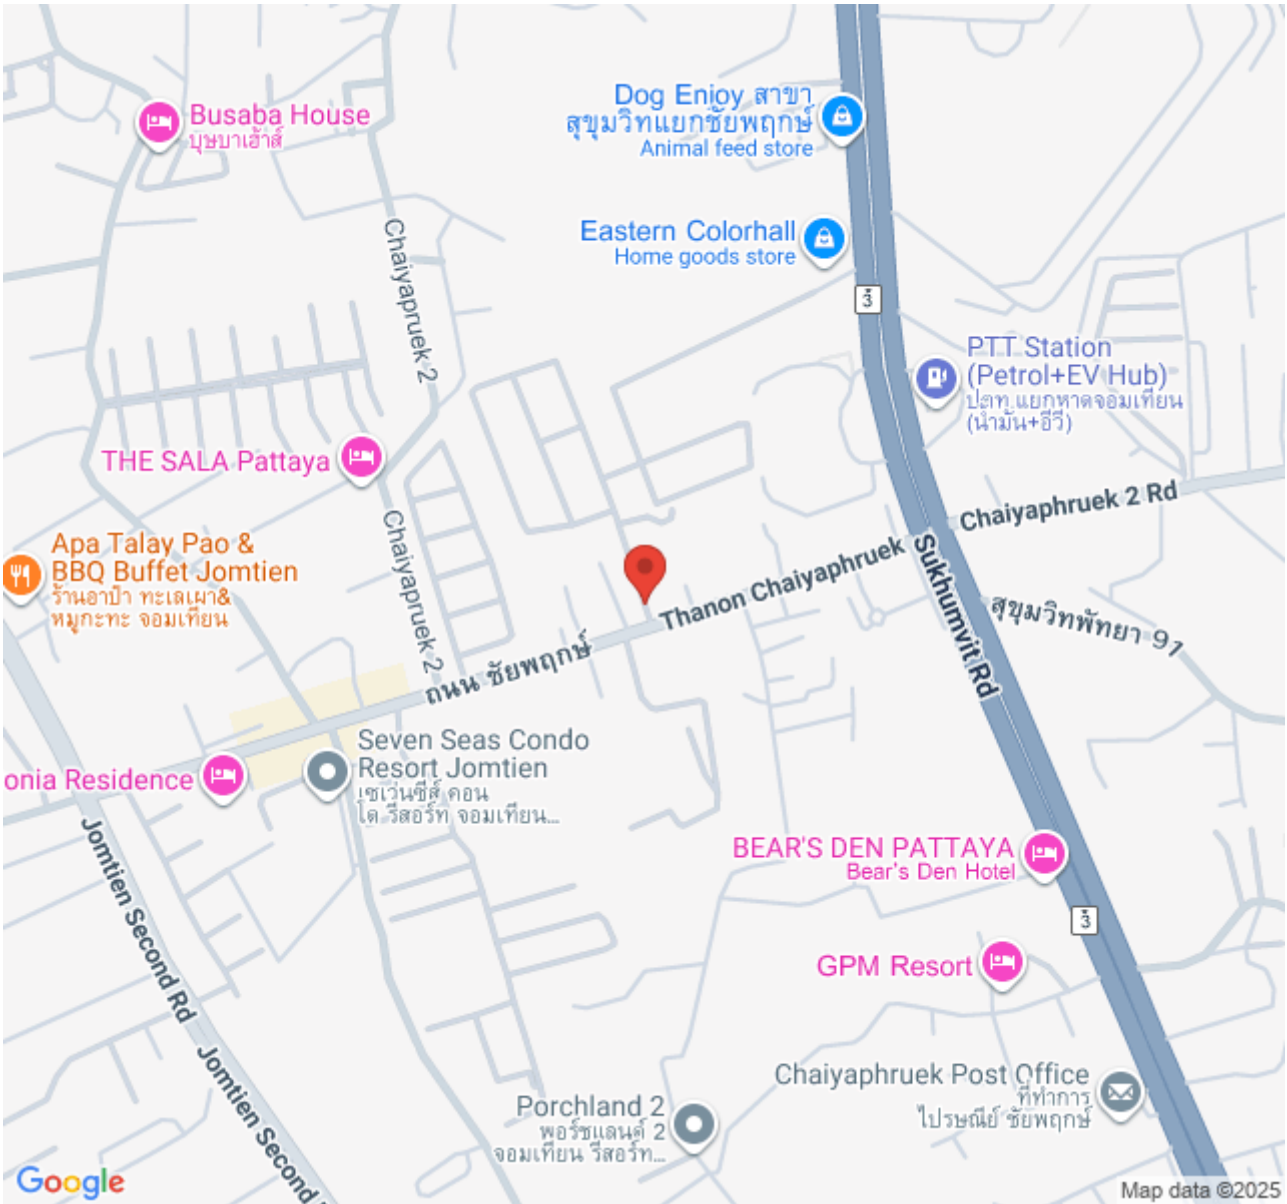 Dog Enjoy สาขา
สุขุมวิทแยกชัยพฤกษ์
Animal feed store
Busaba House
บุษบาเฮ้าส์
Eastern Colorhall
Home goods store
Chaiyapruek 2
3
PTT Station
(Petrol+EV Hub)
ปตท.แยกหาดจอมเทียน
(น้ำมัน+อีวี)
THE SALA Pattaya
Chaiyaphruek 2 Rd
Apa Talay Pao &
BBQ Buffet Jomtien
ร้านอาป๋า ทะเลเผา&
หมูกะทะ จอมเทียน
Chaiyapruek 2
Thanon Chaiyaphruek
Sukhumvit Rd
สุขุมวิทพัทยา 91
ถนน ชัยพฤกษ์
Seven Seas Condo
Resort Jomtien
เซเว่นซีส์ คอน
โด รีสอร์ท จอมเทียน...
onia Residence
Jomtien Second Rd
BEAR'S DEN PATTAYA
Bear's Den Hotel
3
GPM Resort
Jomtien Second
Chaiyaphruek Post Office
ที่ทำการ
ไปรษณีย์ ชัยพฤกษ์
Porchland 2
พอร์ชแลนด์ 2
จอมเทียน รีสอร์ท...
Google
Map data ©2025